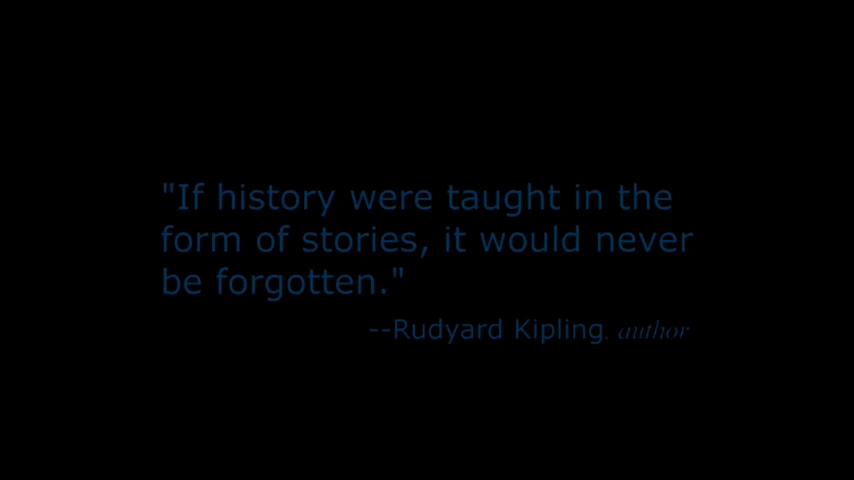 "If history were taught in the
form of stories, it would never
be forgotten."
--Rudyard Kipling, author